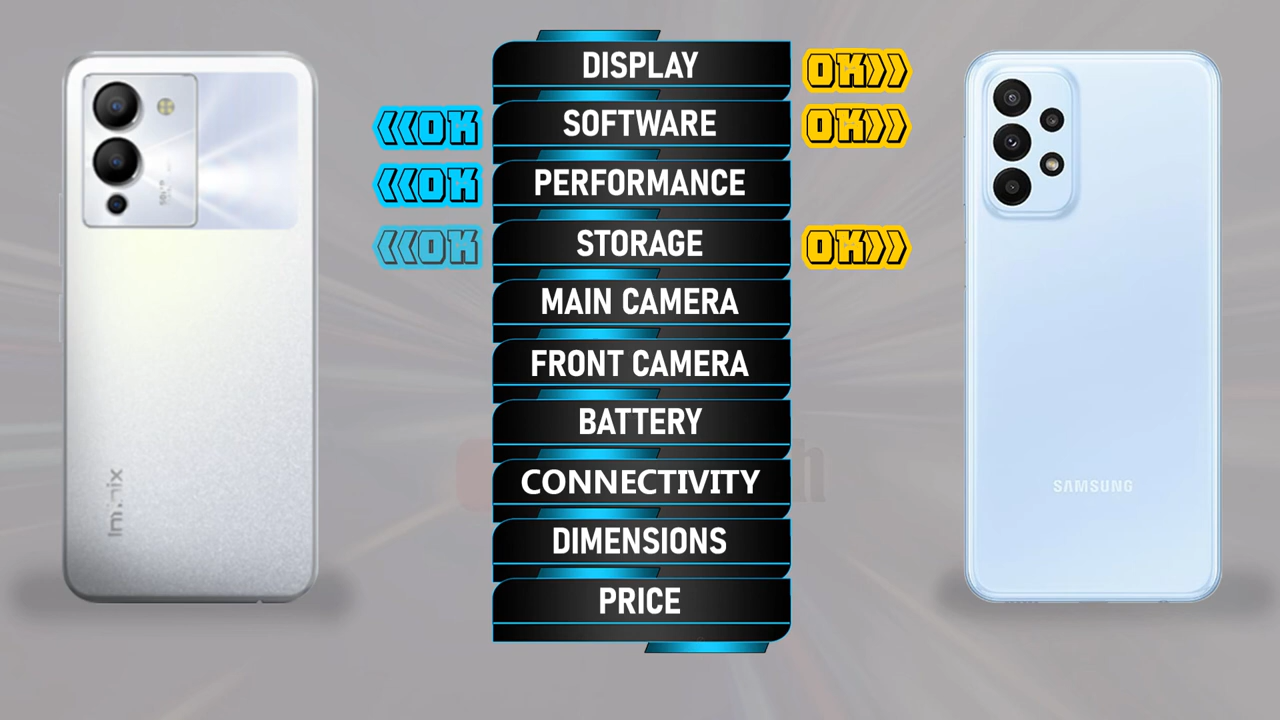 DISPLAY OK
OK SOFTWARE OK
OK PERFORMANCE
OK STORAGE OK
MAIN CAMERA
FRONT CAMERA
BATTERY
CONNECTIVITY
DIMENSIONS
PRICE
SAMSUNG